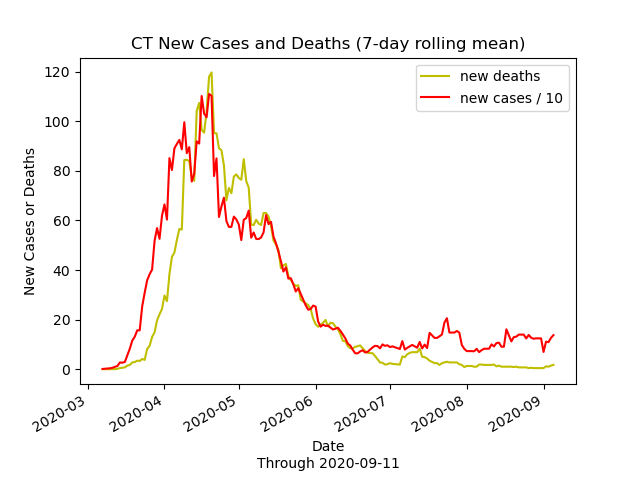 CT New Cases and Deaths (7-day rolling mean)
new deaths
new cases / 10
New Cases or Deaths
120
100
80
60
40
20
0
2020-03
2020-04
2020-05
2020-06
2020-07
2020-08
2020-09
Date
Through 2020-09-11